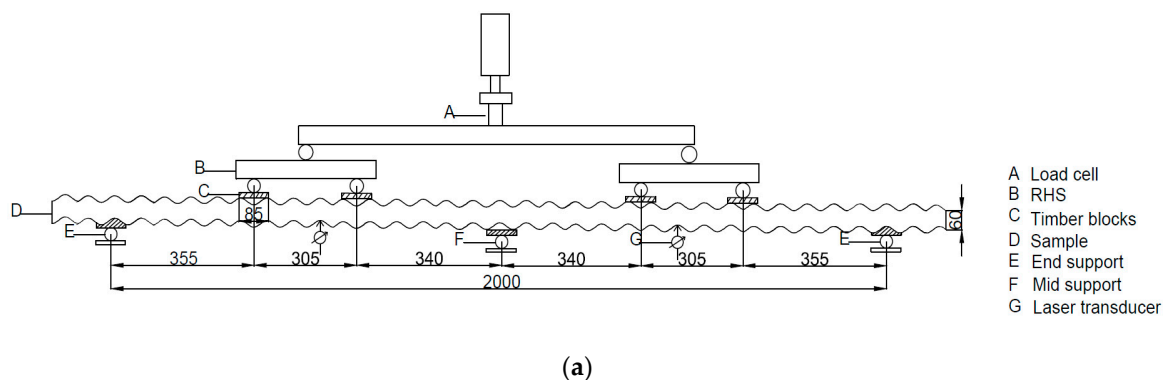 A
B
C
D
85
E
F
G
E
60
355 305 340 340 305 355
2000
A Load cell
B RHS
C Timber blocks
D Sample
E End support
F Mid support
G Laser transducer
(a)